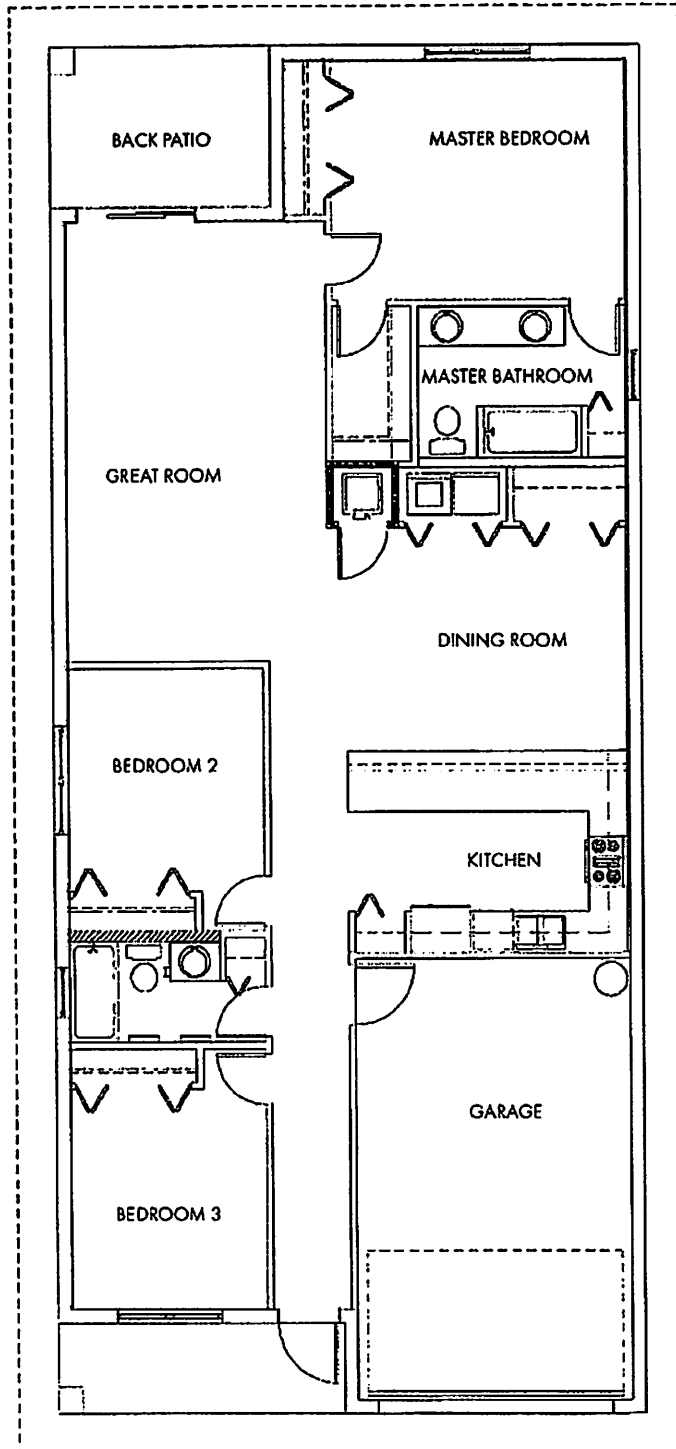 BACK PATIO
MASTER BEDROOM
MASTER BATHROOM
GREAT ROOM
DINING ROOM
BEDROOM 2
KITCHEN
GARAGE
BEDROOM 3